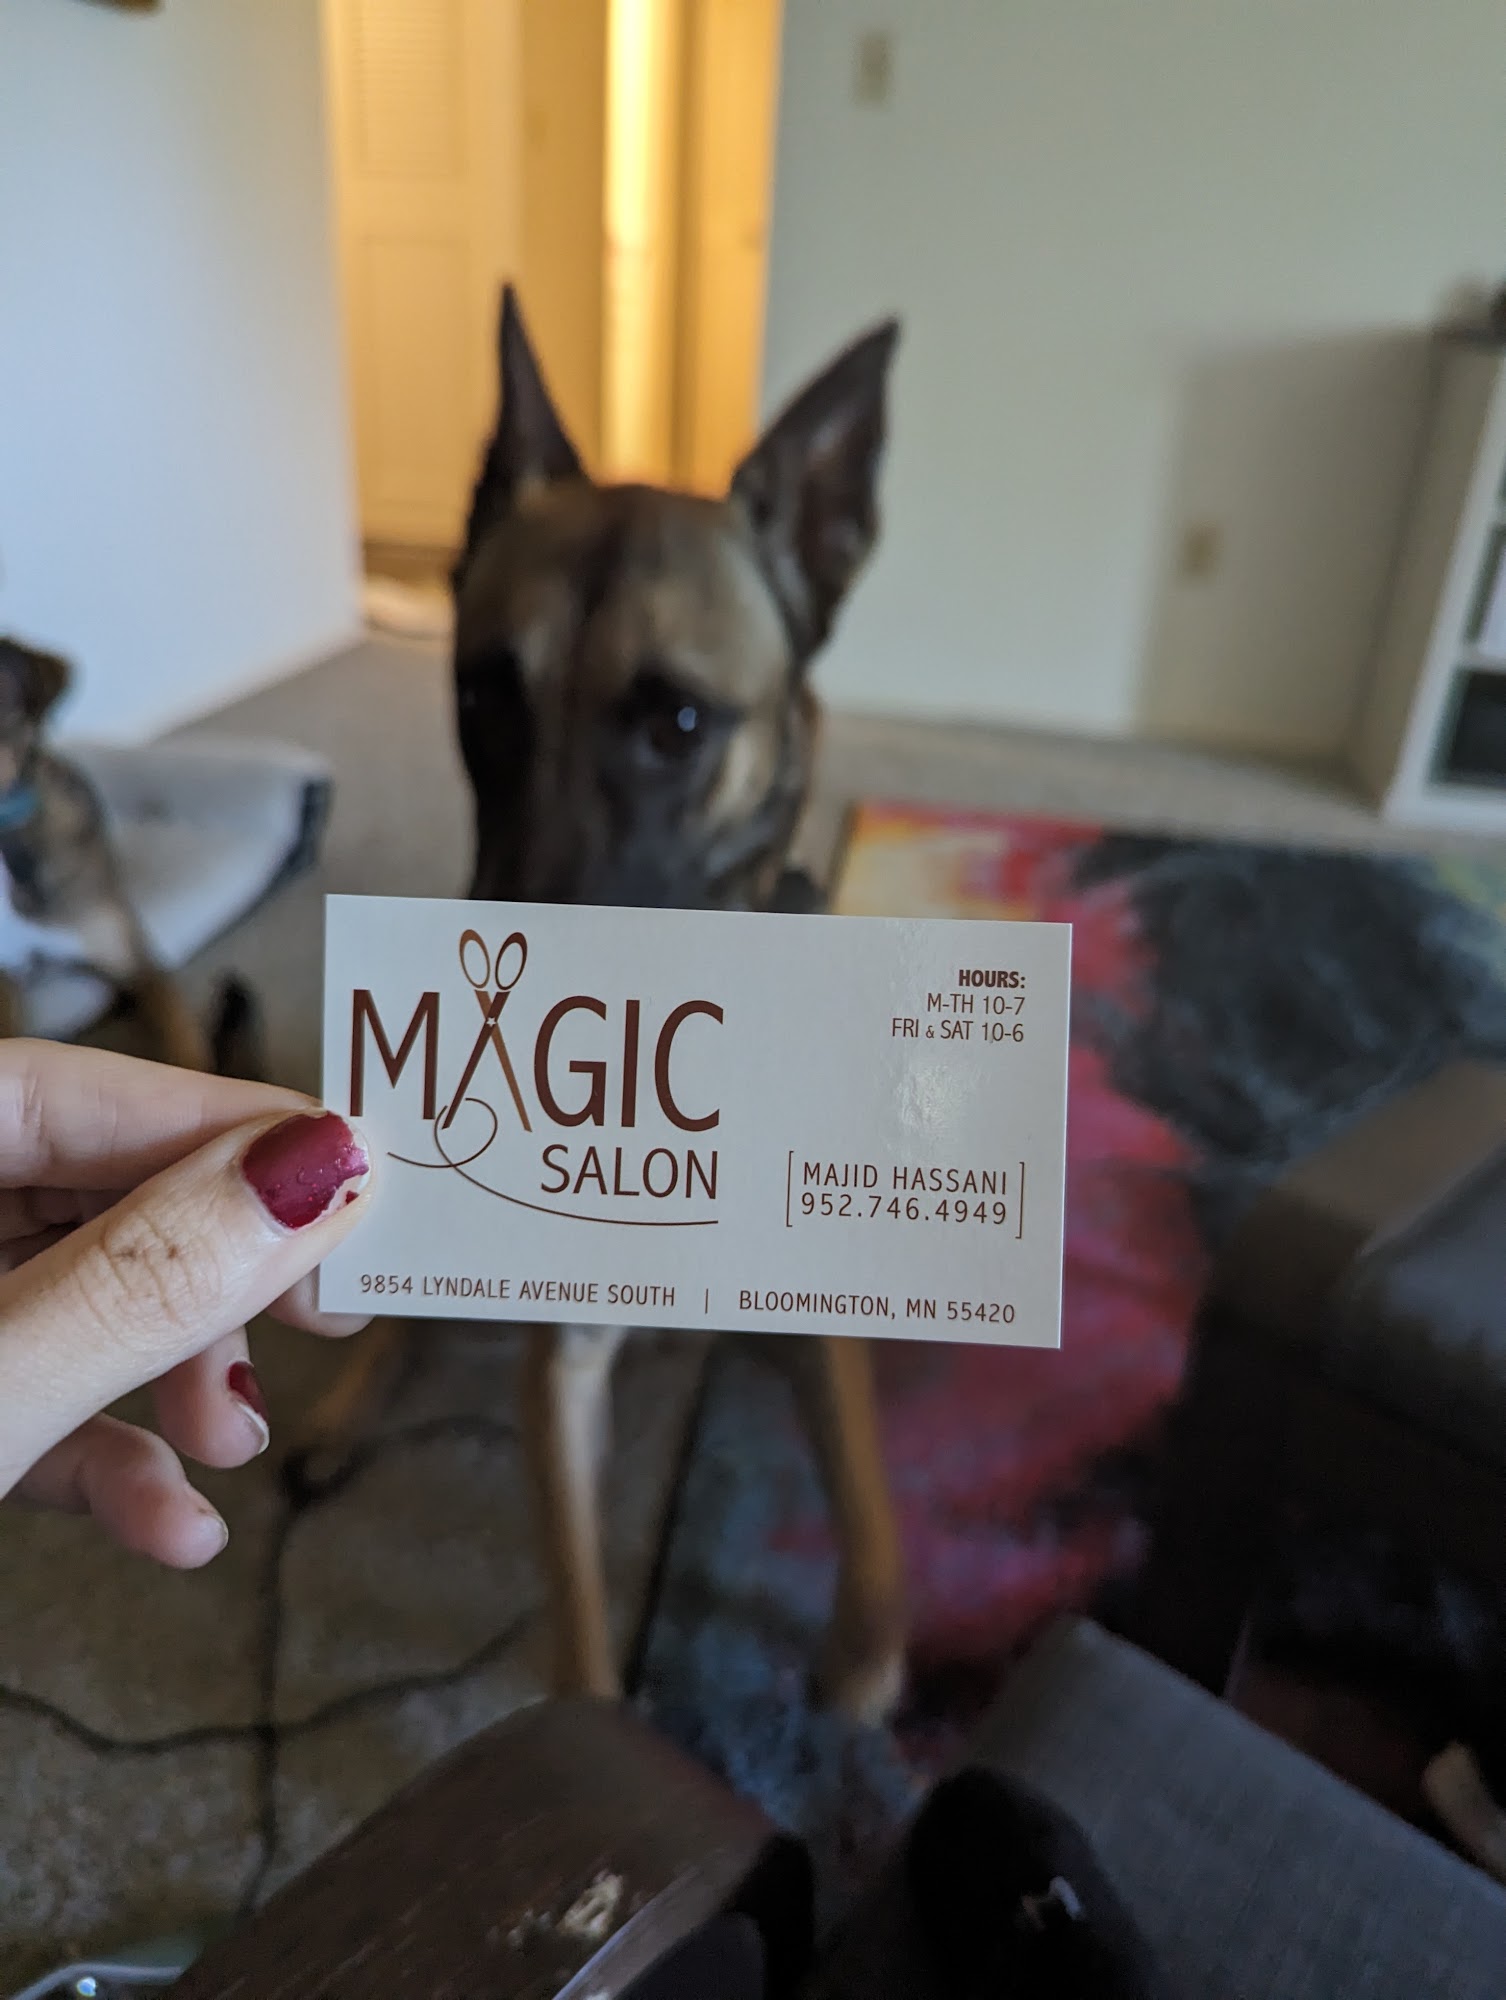 MAGIC
SALON
HOURS:
M-TH 10-7
FRI & SAT 10-6
[MAJID HASSANI
952.746.4949]
9854 LYNDALE AVENUE SOUTH | BLOOMINGTON, MN 55420